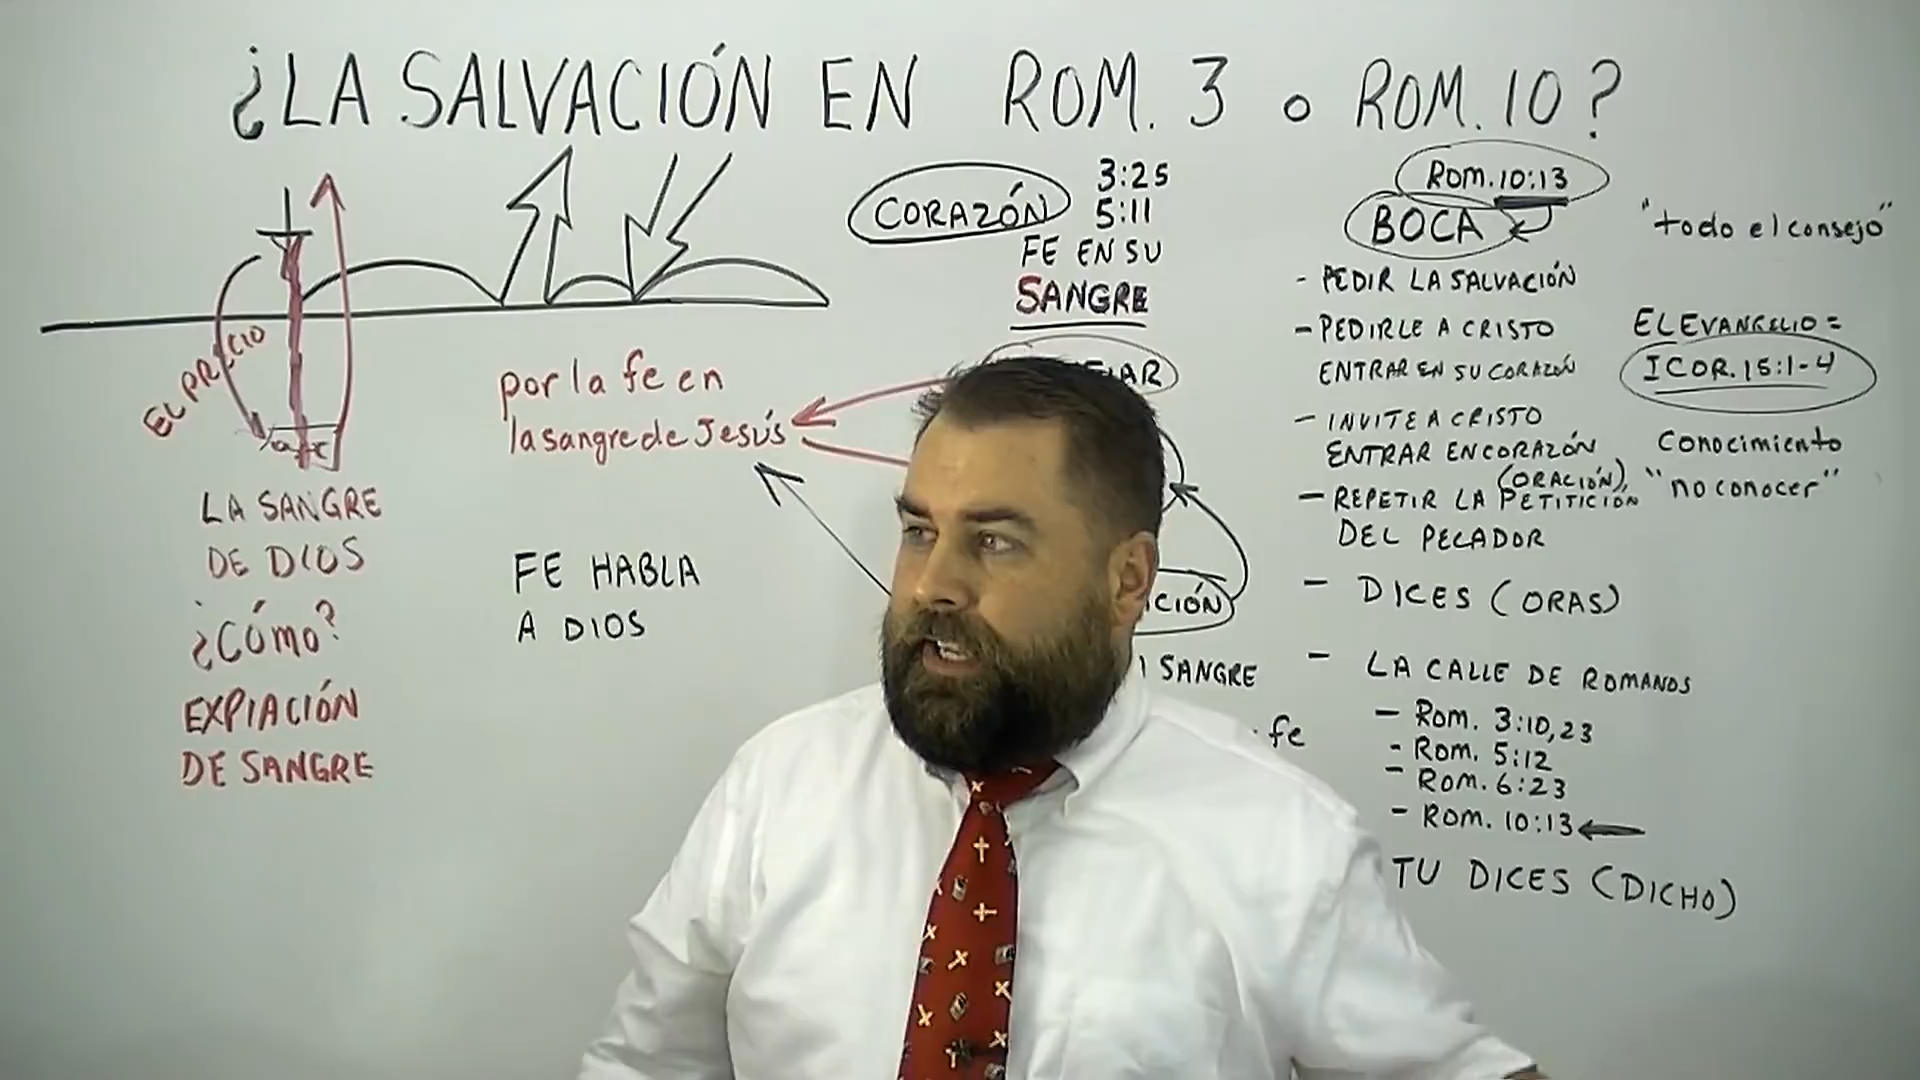 ¿LA SALVACIÓN EN ROM. 3 o ROM. 10?
EL PRECIO
LA SANGRE
DE DIOS
¿CÓMO?
EXPIACIÓN
DE SANGRE
por la fe en
la sangre de Jesús
FE HABLA
A DIOS
CORAZÓN
3:25
5:11
FE EN SU
SANGRE
CIÓN
SANGRE
fe
Rom. 10:13
BOCA
- PEDIR LA SALVACIÓN
- PEDIRLE A CRISTO
ENTRAR EN SU CORAZÓN
- INVITE A CRISTO
ENTRAR EN CORAZÓN
(ORACIÓN),
- REPETIR LA PETITICIÓN
DEL PECADOR
- DICES (ORAS)
- LA CALLE DE ROMANOS
- Rom. 3:10,23
- Rom. 5:12
- Rom. 6:23
- Rom. 10:13
TU DICES (DICHO)
"todo el consejo"
EL EVANGELIO =
I COR. 15:1-4
Conocimiento
"no conocer"